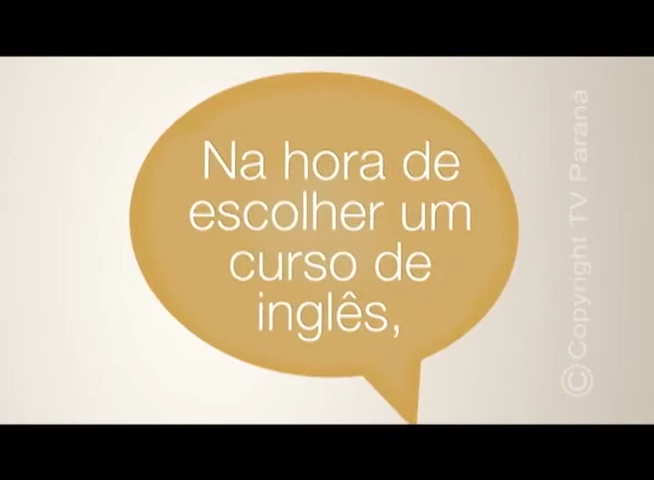 Na hora de
escolher um
curso de
inglês,
© Copyright TV Paraná